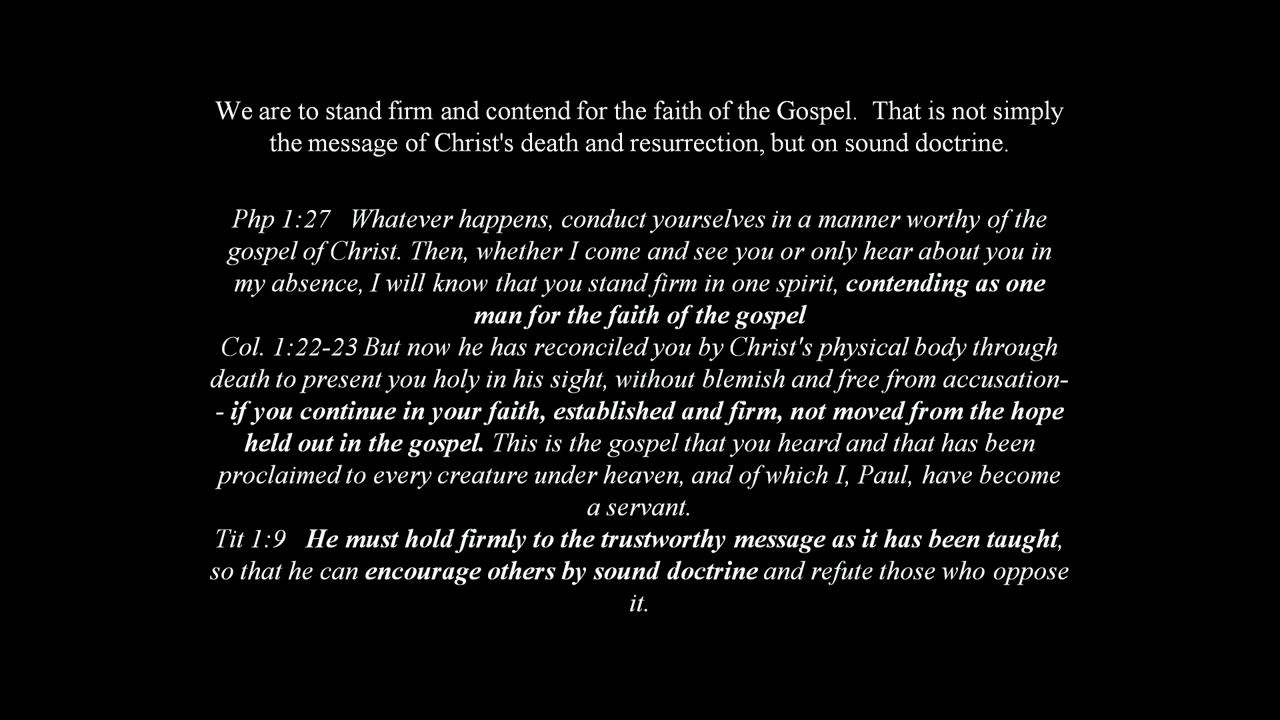 We are to stand firm and contend for the faith of the Gospel.  That is not simply
the message of Christ's death and resurrection, but on sound doctrine.
Php 1:27   Whatever happens, conduct yourselves in a manner worthy of the
gospel of Christ. Then, whether I come and see you or only hear about you in
my absence, I will know that you stand firm in one spirit, contending as one
man for the faith of the gospel
Col. 1:22-23 But now he has reconciled you by Christ's physical body through
death to present you holy in his sight, without blemish and free from accusation-
- if you continue in your faith, established and firm, not moved from the hope
held out in the gospel. This is the gospel that you heard and that has been
proclaimed to every creature under heaven, and of which I, Paul, have become
a servant.
Tit 1:9   He must hold firmly to the trustworthy message as it has been taught,
so that he can encourage others by sound doctrine and refute those who oppose
it.